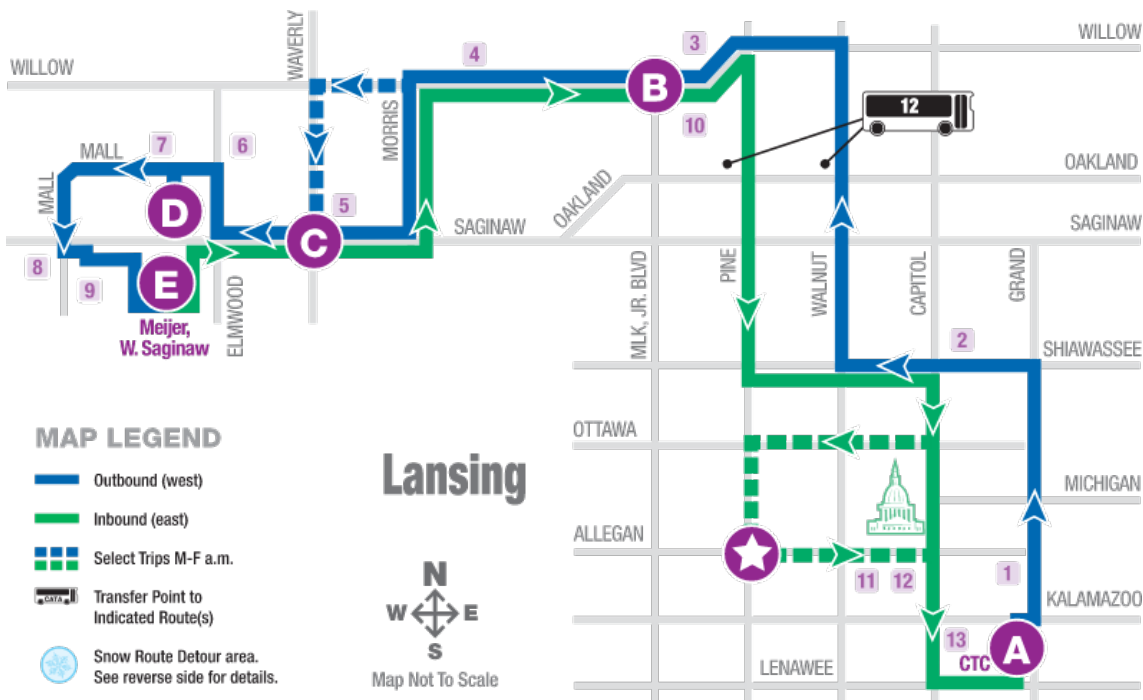 WILLOW
WAVERLY
4
3
WILLOW
B
10
12
MORRIS
MALL
7
6
OAKLAND
MALL
D
5
OAKLAND
SAGINAW
SAGINAW
C
8
9
E
Meijer,
W. Saginaw
ELMWOOD
MLK, JR. BLVD
PINE
WALNUT
CAPITOL
GRAND
2
SHIAWASSEE
OTTAWA
MICHIGAN
ALLEGAN
11
12
1
KALAMAZOO
13
CTC
A
LENAWEE
MAP LEGEND
Outbound (west)
Inbound (east)
Select Trips M-F a.m.
CATA
Transfer Point to
Indicated Route(s)
Snow Route Detour area.
See reverse side for details.
Lansing
N
W E
S
Map Not To Scale